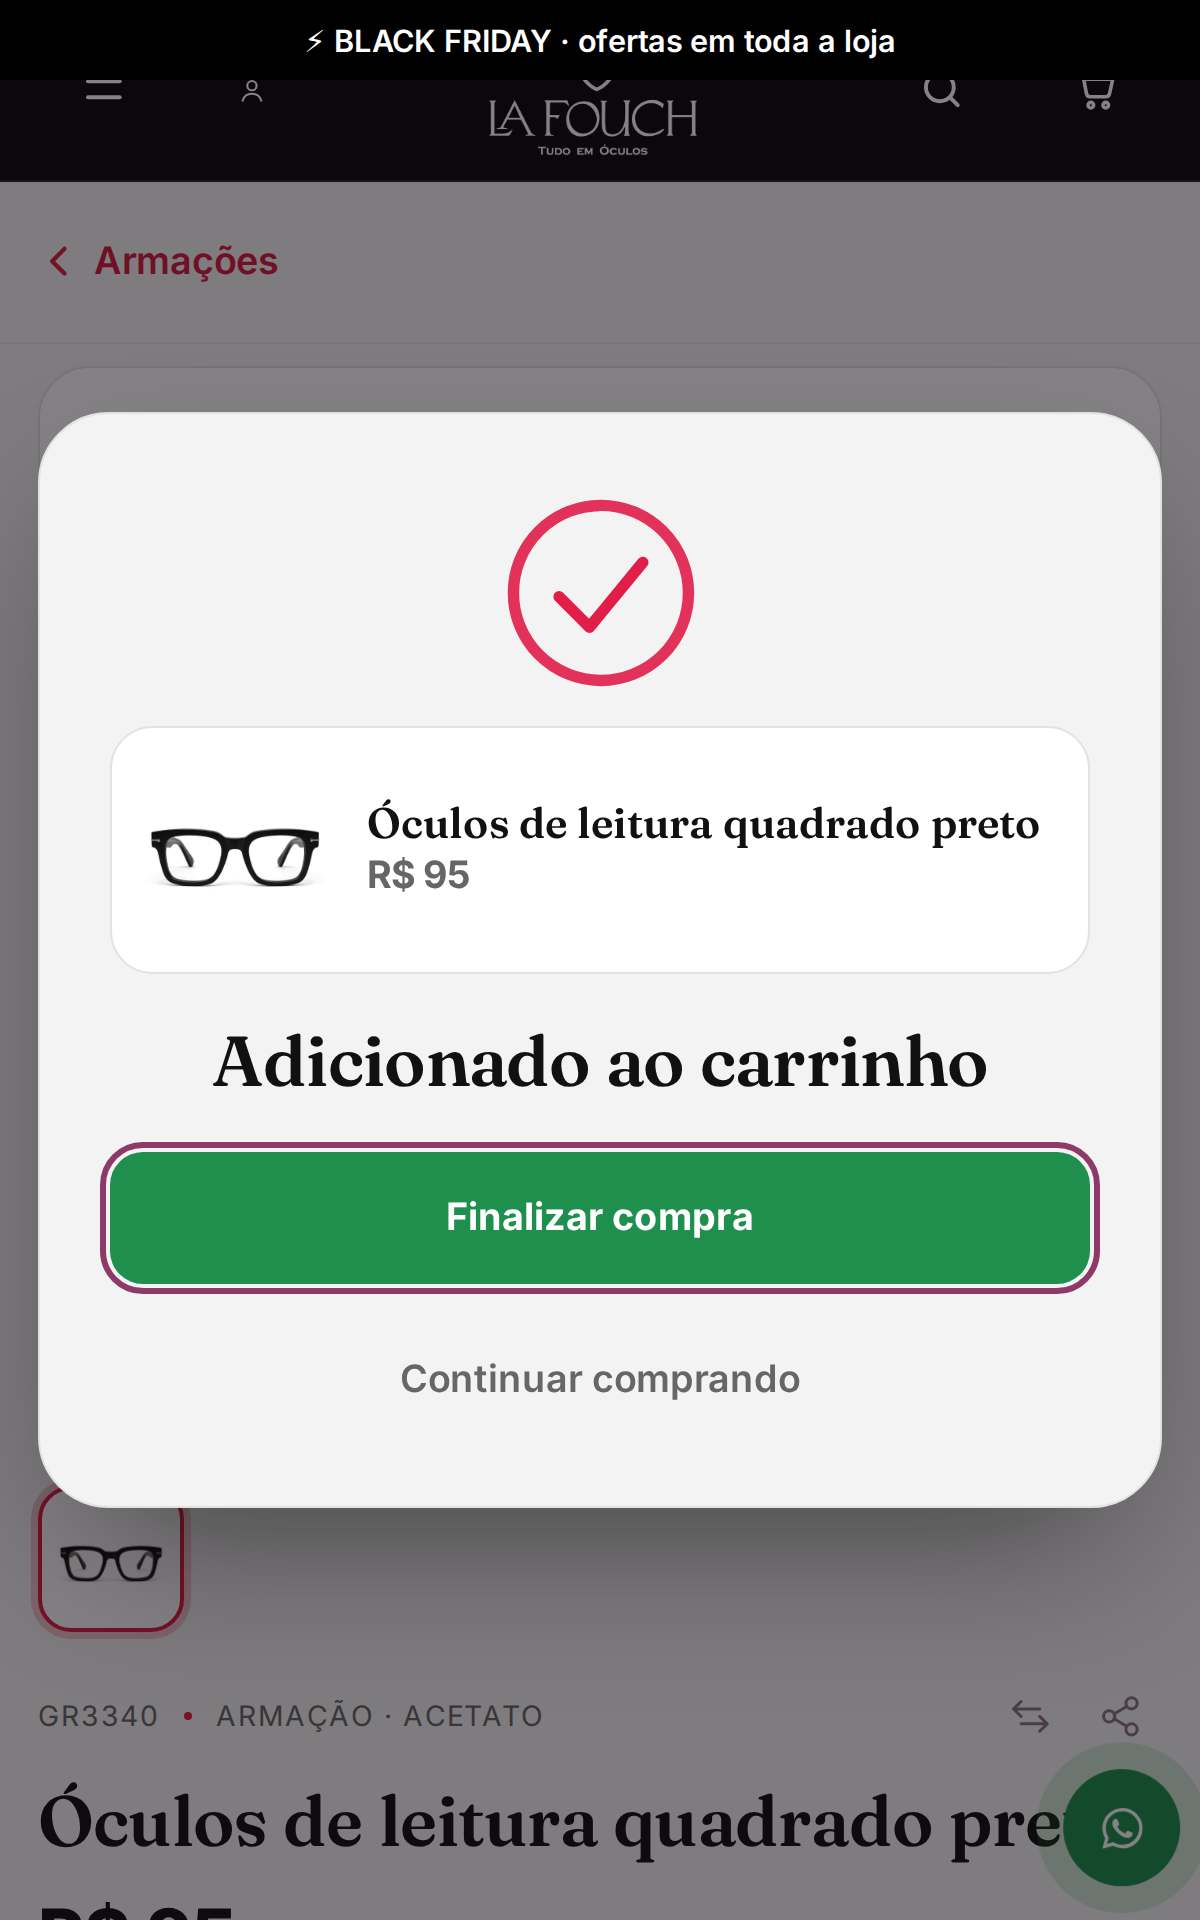 ⚡ BLACK FRIDAY · ofertas em toda a loja
LA FOUCH
TUDO EM ÓCULOS
Armações
Óculos de leitura quadrado preto
R$ 95
Adicionado ao carrinho
Finalizar compra
Continuar comprando
GR3340 • ARMAÇÃO · ACETATO
Óculos de leitura quadrado
R$ 95